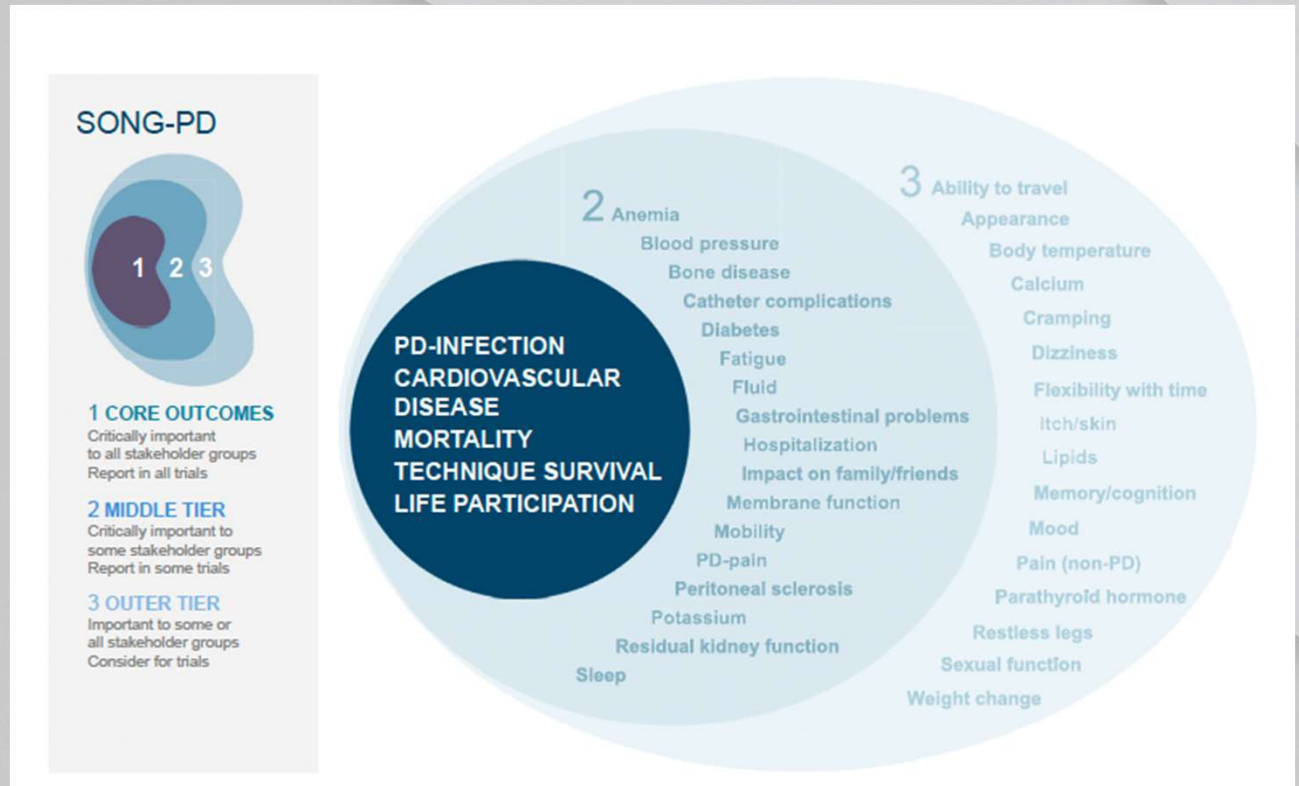 SONG-PD
1 2 3
1 CORE OUTCOMES
Critically important
to all stakeholder groups
Report in all trials
2 MIDDLE TIER
Critically important to
some stakeholder groups
Report in some trials
3 OUTER TIER
Important to some or
all stakeholder groups
Consider for trials
PD-INFECTION
CARDIOVASCULAR
DISEASE
MORTALITY
TECHNIQUE SURVIVAL
LIFE PARTICIPATION
2 Anemia
Blood pressure
Bone disease
Catheter complications
Diabetes
Fatigue
Fluid
Gastrointestinal problems
Hospitalization
Impact on family/friends
Membrane function
Mobility
PD-pain
Peritoneal sclerosis
Potassium
Residual kidney function
Sleep
3 Ability to travel
Appearance
Body temperature
Calcium
Cramping
Dizziness
Flexibility with time
Itch/skin
Lipids
Memory/cognition
Mood
Pain (non-PD)
Parathyroid hormone
Restless legs
Sexual function
Weight change